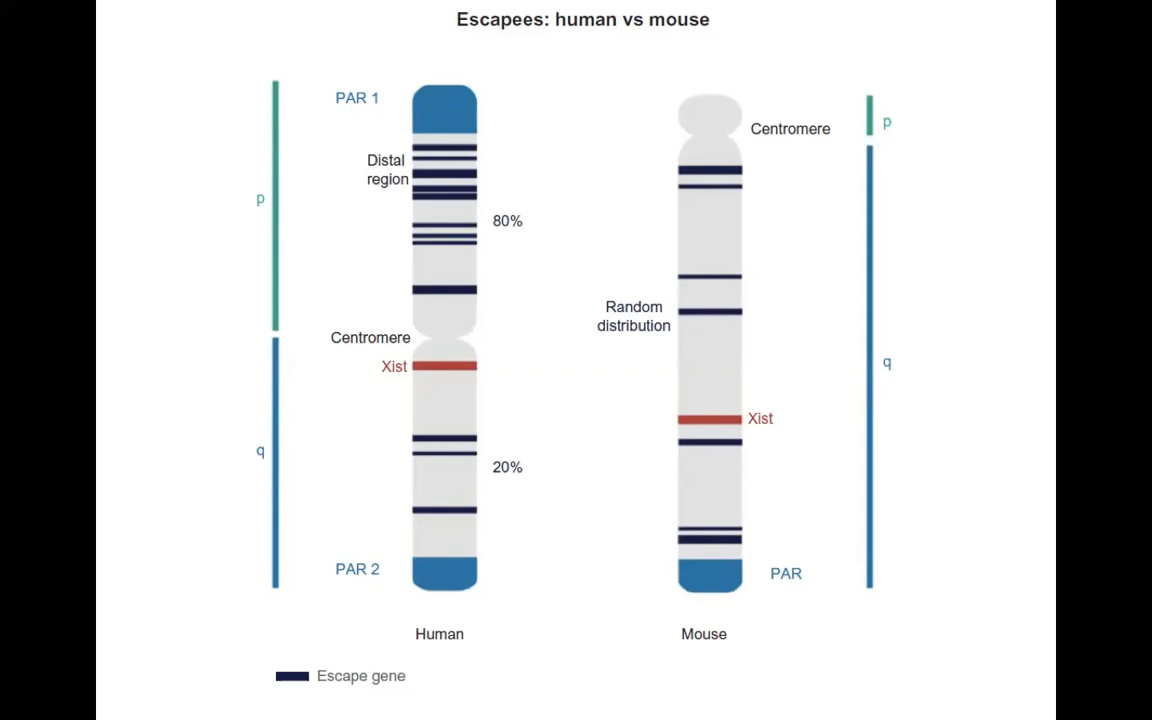 Escapees: human vs mouse
PAR 1
Distal
region
p
80%
Centromere
Xist
q
20%
PAR 2
Human
Centromere
p
Random
distribution
q
Xist
PAR
Mouse
Escape gene